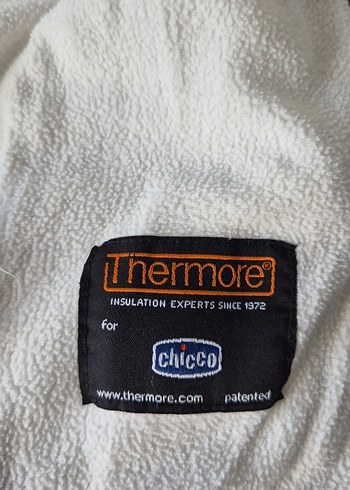 Thermore®
INSULATION EXPERTS SINCE 1972
for
chicco
www.thermore.com patented